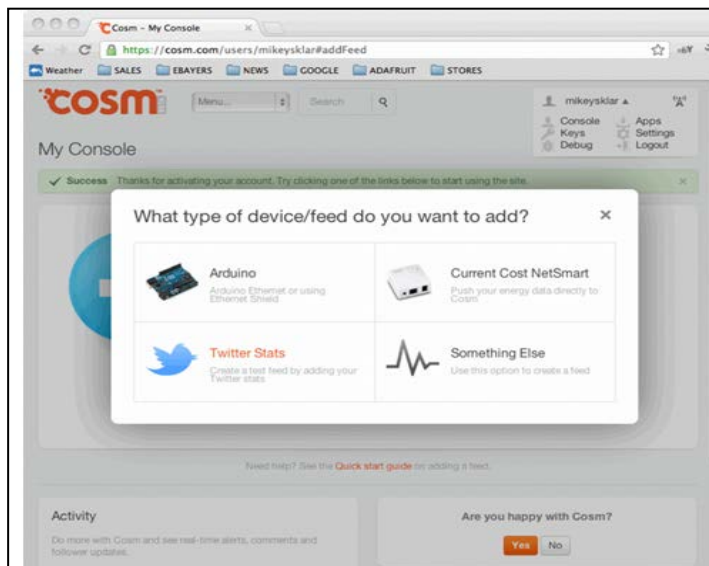 Cosm - My Console
https://cosm.com/users/mikeysklar#addFeed
Weather SALES EBAYERS NEWS GOOGLE ADAFRUIT STORES
COSM Menu... Search mikeysklar
Console Apps
Keys Settings
Debug Logout
My Console
Success Thanks for activating your account. Try clicking one of the links below to start using the site.
What type of device/feed do you want to add?
Arduino
Arduino Ethernet or using
Ethernet Shield
Current Cost NetSmart
Push your energy data directly to
Cosm
Twitter Stats
Create a test feed by adding your
Twitter stats
Something Else
Use this option to create a feed
Need help? See the Quick start guide on adding a feed.
Activity
Do more with Cosm and see real-time alerts, comments and
follower updates.
Are you happy with Cosm?
Yes No